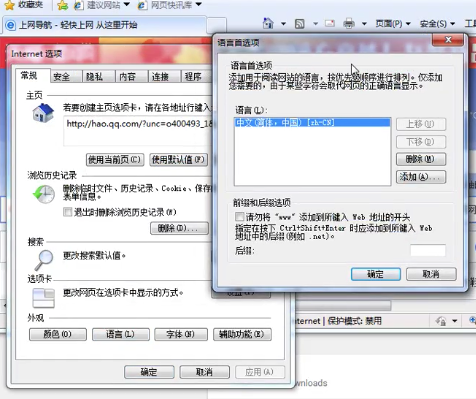 收藏夹
建议网站
网页快讯库
上网导航 - 轻快上网 从这里开始
页面(P)
安全(S)
工
Internet 选项
常规
安全
隐私
内容
连接
程序
主页
若要创建主页选项卡，请在各地址行键入
http://hao.qq.com/?unc=o400493_18
使用当前页(C)
使用默认值(F)
浏览历史记录
删除临时文件、历史记录、Cookie、保存
表单信息。
退出时删除浏览历史记录(W)
删除(D)...
搜索
更改搜索默认值。
选项卡
更改网页在选项卡中显示的方式。
外观
颜色(O)
语言(L)
字体(N)
辅助功能(E)
确定
取消
应用(A)
语言首选项
语言首选项
添加用于阅读网站的语言，按优先顺序进行排列。仅添加
您需要的，由于某些字符会取代网页的正确语言显示。
语言(L):
中文(简体，中国) [zh-CN]
上移(U)
下移(D)
删除(R)
添加(A)...
前缀和后缀选项
请勿将 "www" 添加到所键入 Web 地址的开头
指定在按下 Ctrl+Shift+Enter 时应添加到所键入 Web
地址中的后缀(例如 .net)。
后缀:
确定
取消
nternet | 保护模式: 禁用
wnloads